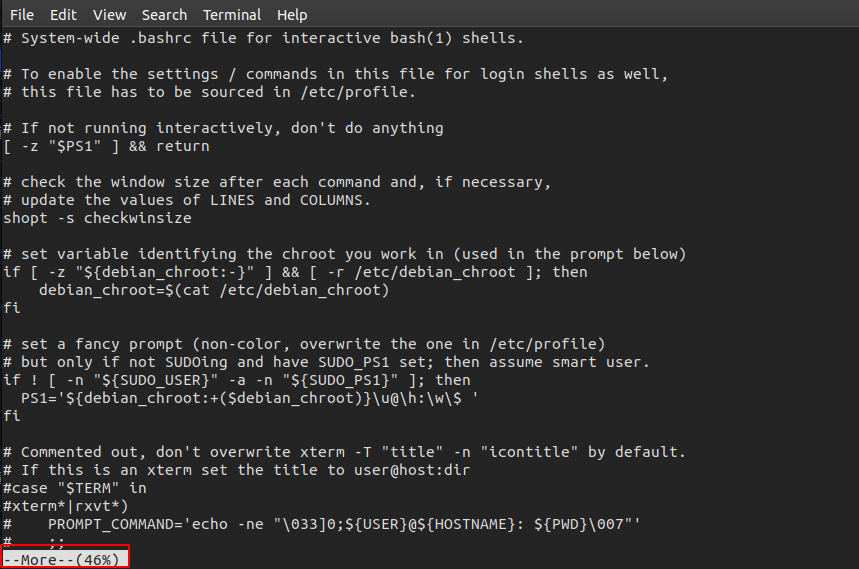 File Edit View Search Terminal Help
# System-wide .bashrc file for interactive bash(1) shells.
# To enable the settings / commands in this file for login shells as well,
# this file has to be sourced in /etc/profile.
# If not running interactively, don't do anything
[ -z "$PS1" ] && return
# check the window size after each command and, if necessary,
# update the values of LINES and COLUMNS.
shopt -s checkwinsize
# set variable identifying the chroot you work in (used in the prompt below)
if [ -z "${debian_chroot:-}" ] && [ -r /etc/debian_chroot ]; then
    debian_chroot=$(cat /etc/debian_chroot)
fi
# set a fancy prompt (non-color, overwrite the one in /etc/profile)
# but only if not SUDOing and have SUDO_PS1 set; then assume smart user.
if ! [ -n "${SUDO_USER}" -a -n "${SUDO_PS1}" ]; then
  PS1='${debian_chroot:+($debian_chroot)}\u@\h:\w\$ '
fi
# Commented out, don't overwrite xterm -T "title" -n "icontitle" by default.
# If this is an xterm set the title to user@host:dir
#case "$TERM" in
#xterm*|rxvt*)
#    PROMPT_COMMAND='echo -ne "\033]0;${USER}@${HOSTNAME}: ${PWD}\007"'
#    ;;
--More--(46%)